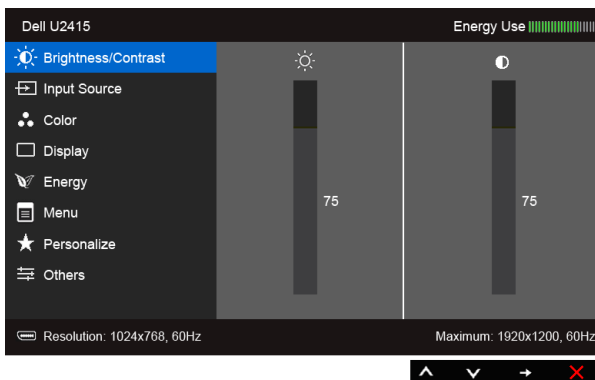 Dell U2415
Energy Use
Brightness/Contrast
Input Source
Color
Display
Energy
Menu
Personalize
Others
75
75
Resolution: 1024x768, 60Hz
Maximum: 1920x1200, 60Hz